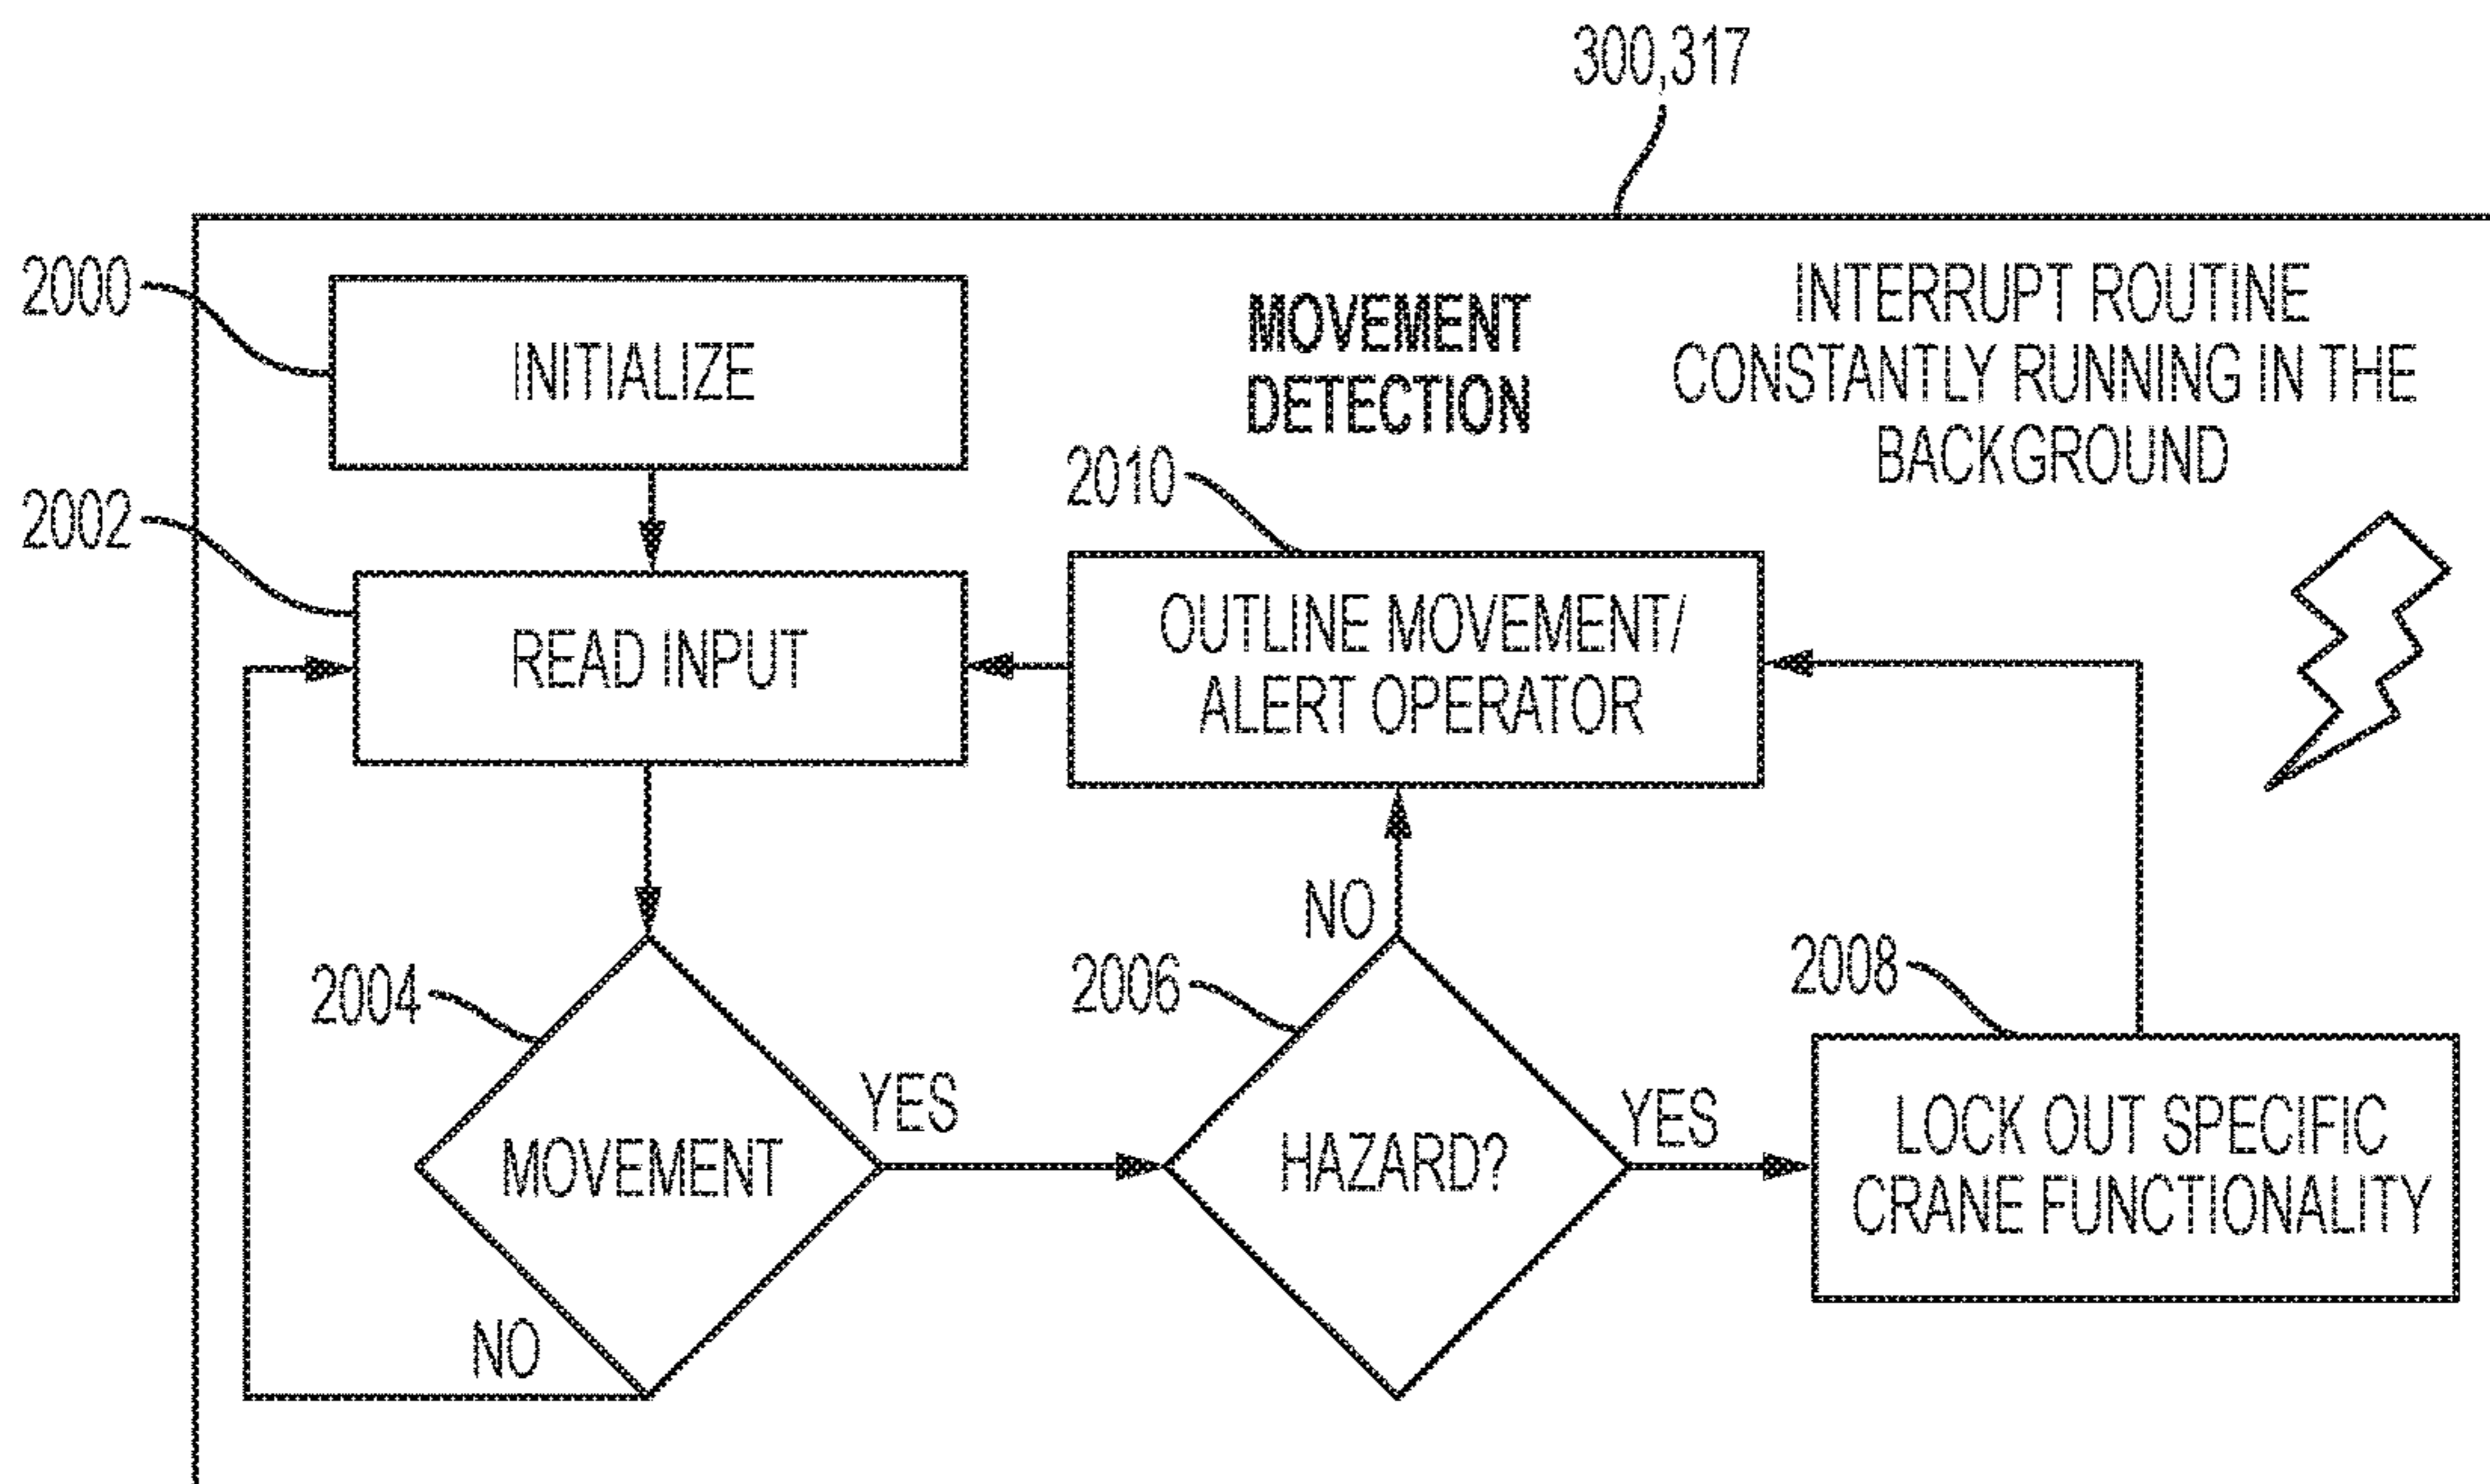 300,317
2000
INITIALIZE
MOVEMENT
DETECTION
INTERRUPT ROUTINE
CONSTANTLY RUNNING IN THE
BACKGROUND
2002
READ INPUT
2010
OUTLINE MOVEMENT/
ALERT OPERATOR
2004
MOVEMENT
YES
NO
2006
HAZARD?
NO
YES
2008
LOCK OUT SPECIFIC
CRANE FUNCTIONALITY